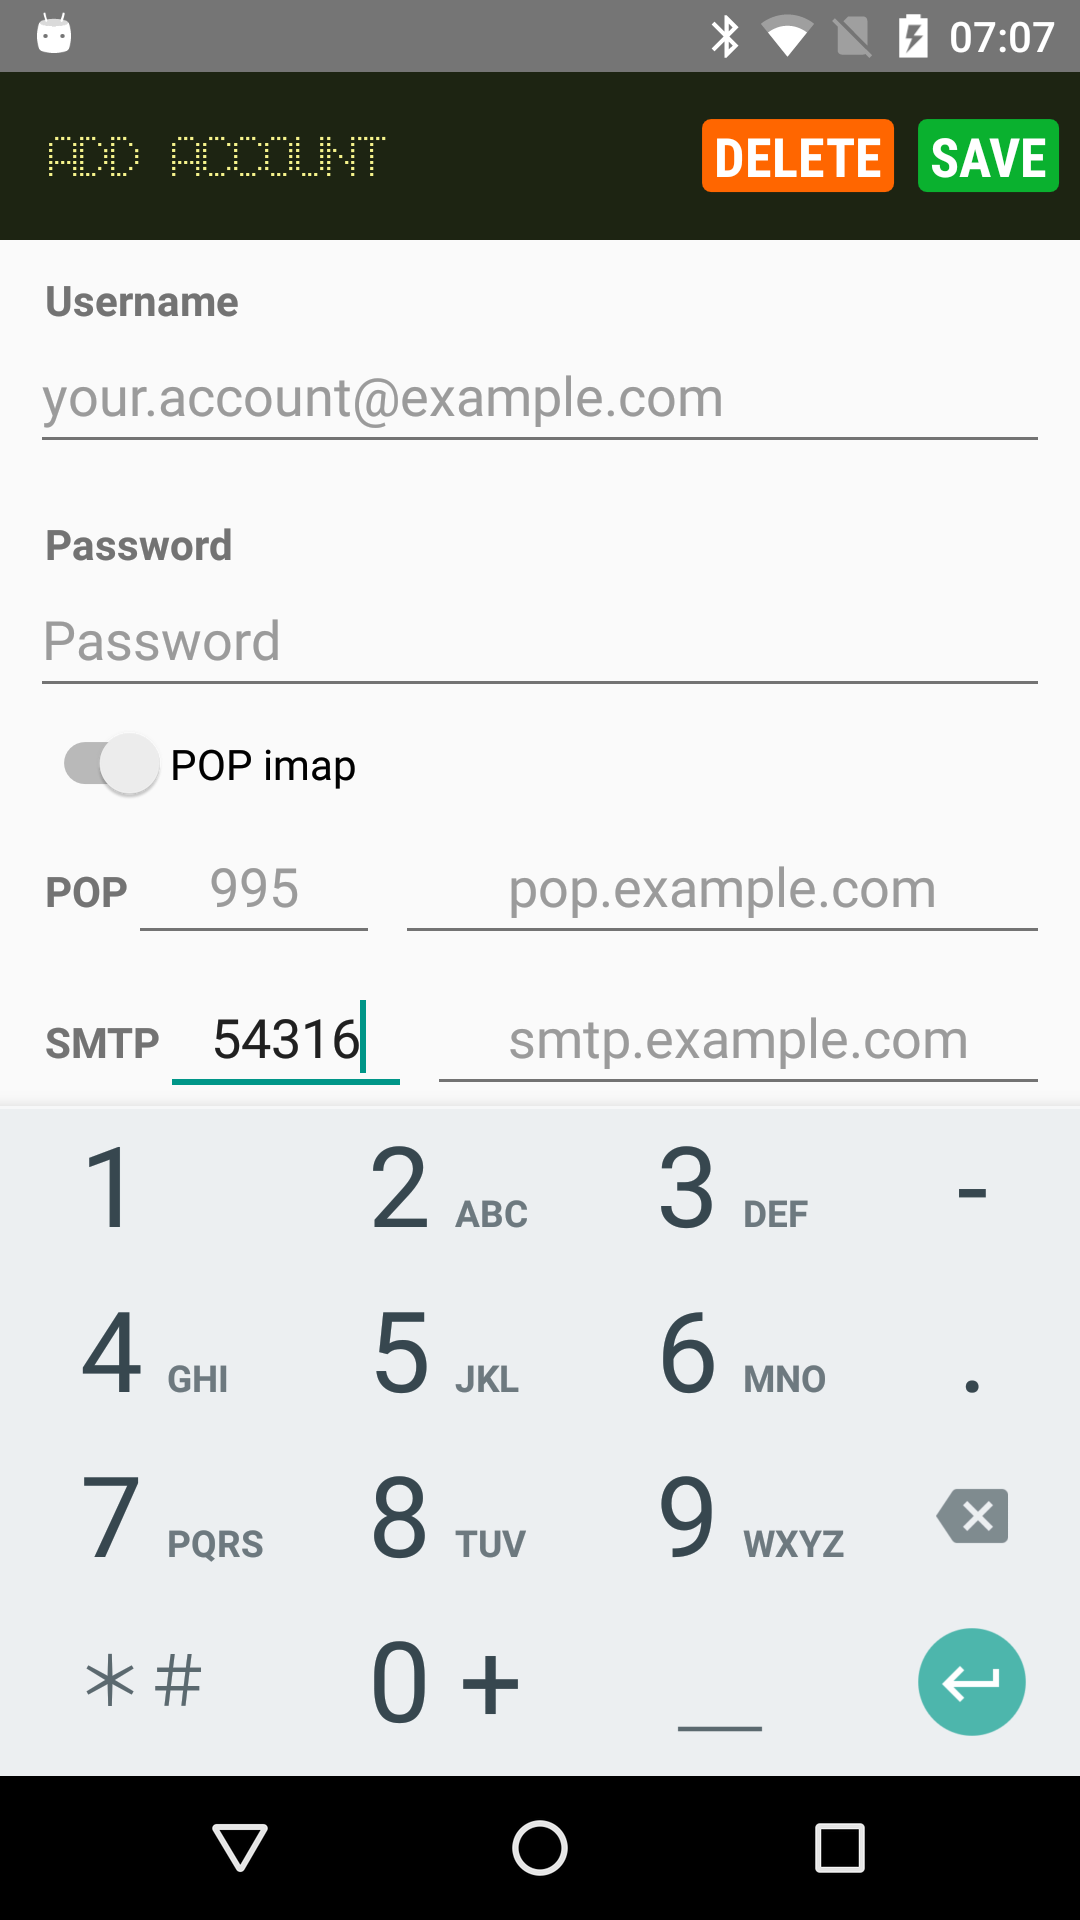 07:07
ADD ACCOUNT DELETE SAVE
Username
your.account@example.com
Password
Password
POP imap
POP 995 pop.example.com
SMTP 54316 smtp.example.com
1 2 ABC 3 DEF -
4 GHI 5 JKL 6 MNO .
7 PQRS 8 TUV 9 WXYZ
* # 0 + _